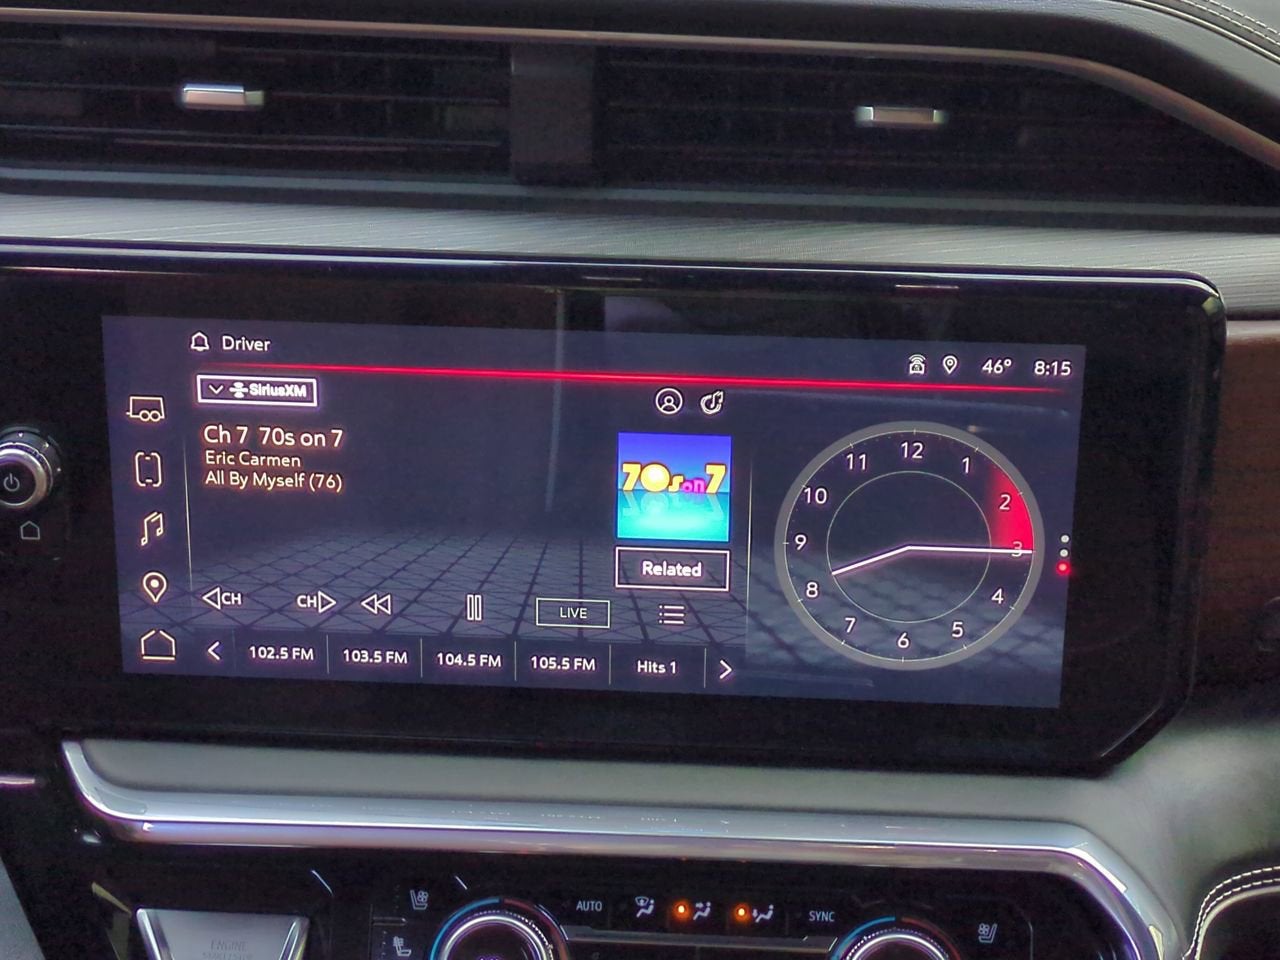 Driver
46° 8:15
SiriusXM
Ch 7 70s on 7
Eric Carmen
All By Myself (76)
70s on 7
Related
12
1
2
3
4
5
6
7
8
9
10
11
CH CH LIVE
102.5 FM 103.5 FM 104.5 FM 105.5 FM Hits 1
AUTO SYNC
ENGINE